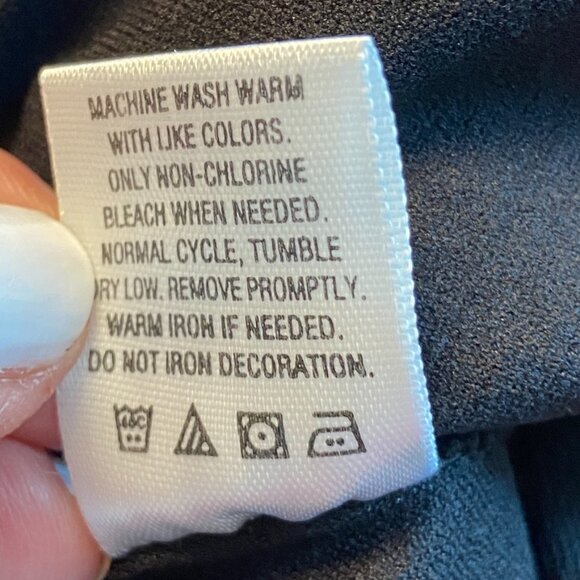 MACHINE WASH WARM
WITH LIKE COLORS.
ONLY NON-CHLORINE
BLEACH WHEN NEEDED.
NORMAL CYCLE, TUMBLE
DRY LOW. REMOVE PROMPTLY.
WARM IRON IF NEEDED.
DO NOT IRON DECORATION.